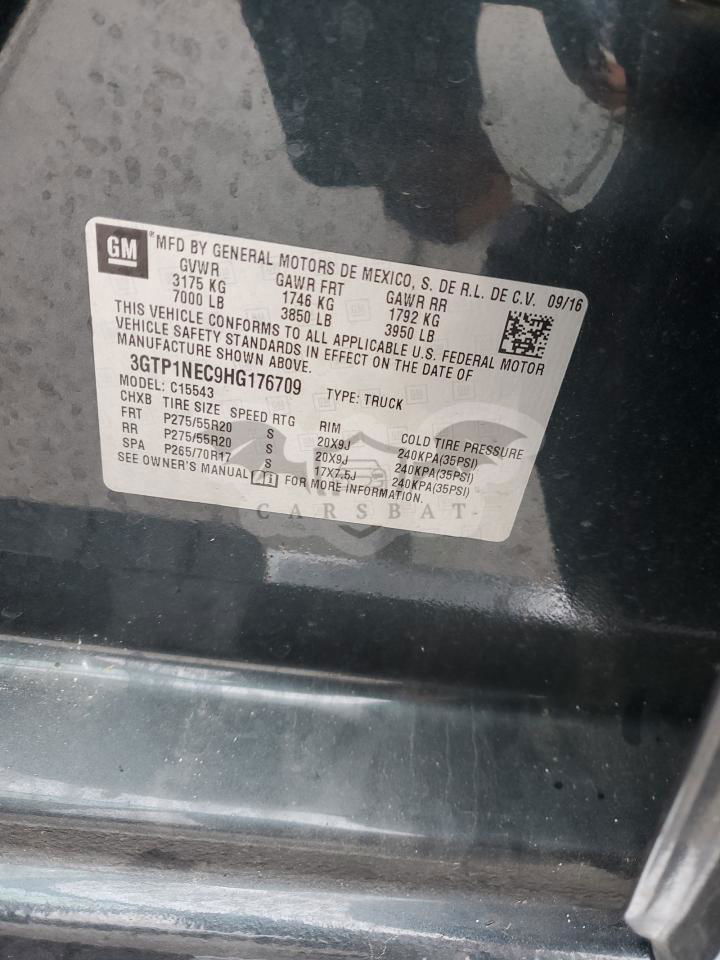 GM
®MFD BY GENERAL MOTORS DE MEXICO, S. DE R.L. DE C.V. 09/16
GVWR GAWR FRT GAWR RR
3175 KG 1746 KG 1792 KG
7000 LB 3850 LB 3950 LB
THIS VEHICLE CONFORMS TO ALL APPLICABLE U.S. FEDERAL MOTOR
VEHICLE SAFETY STANDARDS IN EFFECT ON THE DATE OF
MANUFACTURE SHOWN ABOVE.
3GTP1NEC9HG176709 TYPE: TRUCK
MODEL: C15543
CHXB TIRE SIZE SPEED RTG RIM COLD TIRE PRESSURE
FRT P275/55R20 S 20X9J 240KPA(35PSI)
RR P275/55R20 S 20X9J 240KPA(35PSI)
SPA P265/70R17 S 17X7.5J 240KPA(35PSI)
SEE OWNER'S MANUAL FOR MORE INFORMATION.
CARSBAT